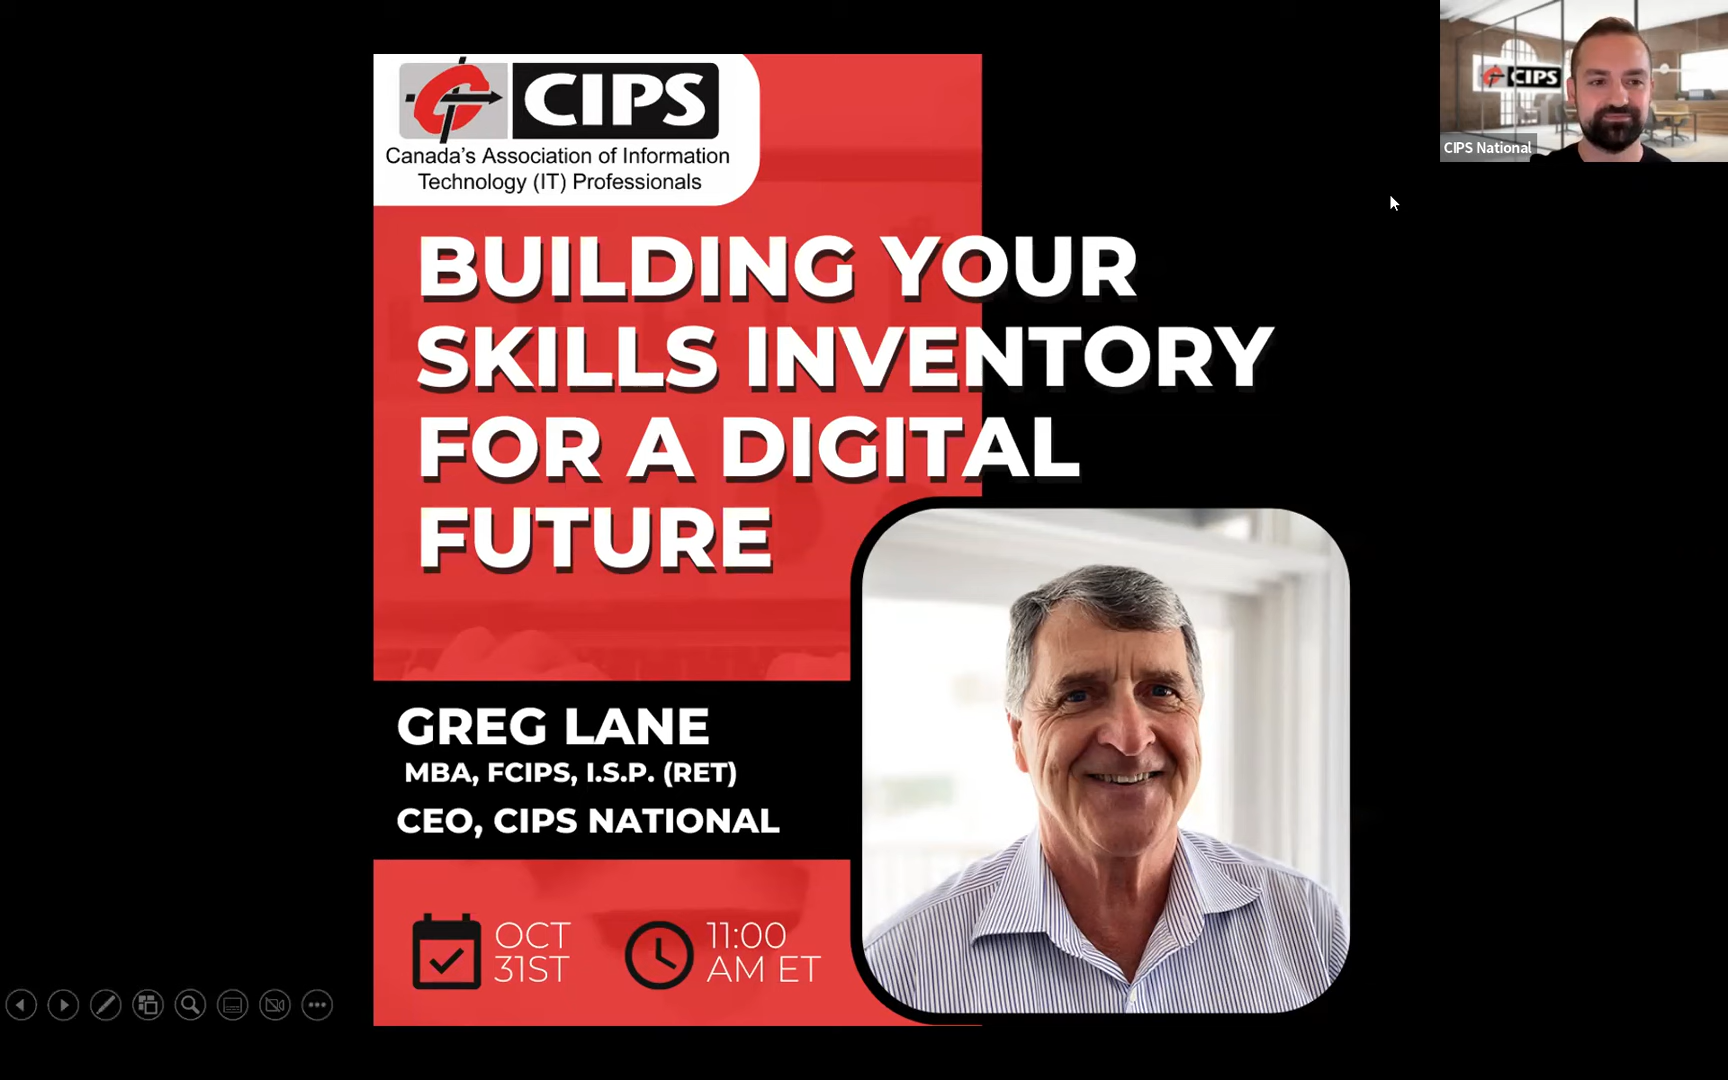 CIPS
Canada's Association of Information
Technology (IT) Professionals
BUILDING YOUR
SKILLS INVENTORY
FOR A DIGITAL
FUTURE
GREG LANE
MBA, FCIPS, I.S.P. (RET)
CEO, CIPS NATIONAL
OCT
31ST
11:00
AM ET
CIPS
CIPS National